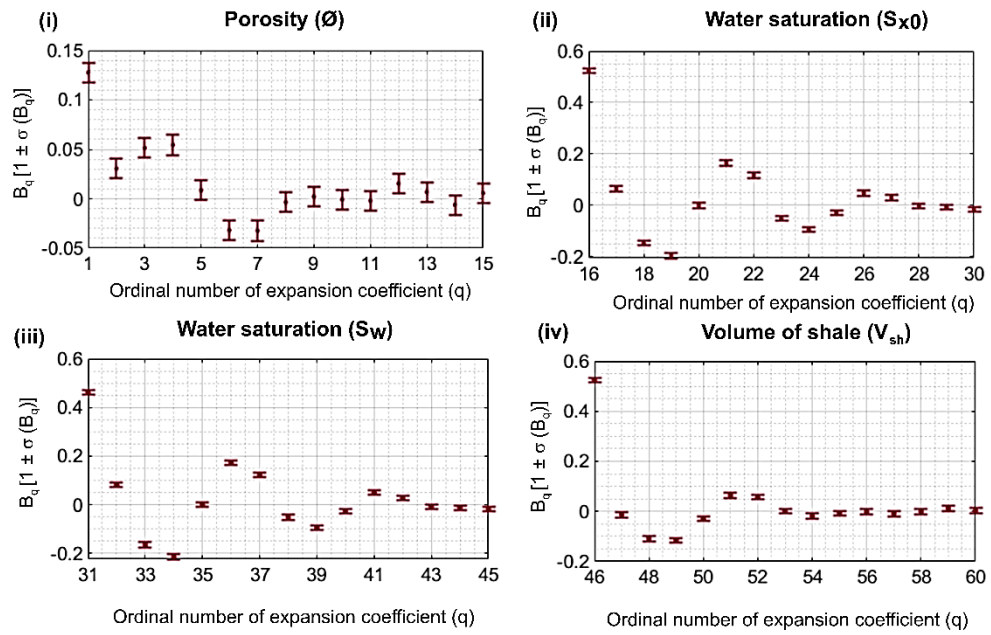 (i) Porosity (Ø)
B_q [1 ± σ (B_q)]
0.15
0.1
0.05
0
-0.05
1 3 5 7 9 11 13 15
Ordinal number of expansion coefficient (q)
(ii) Water saturation (S_x0)
B_q [1 ± σ (B_q)]
0.6
0.4
0.2
0
-0.2
16 18 20 22 24 26 28 30
Ordinal number of expansion coefficient (q)
(iii) Water saturation (S_w)
B_q [1 ± σ (B_q)]
0.6
0.4
0.2
0
-0.2
31 33 35 37 39 41 43 45
Ordinal number of expansion coefficient (q)
(iv) Volume of shale (V_sh)
B_q [1 ± σ (B_q)]
0.6
0.4
0.2
0
-0.2
46 48 50 52 54 56 58 60
Ordinal number of expansion coefficient (q)